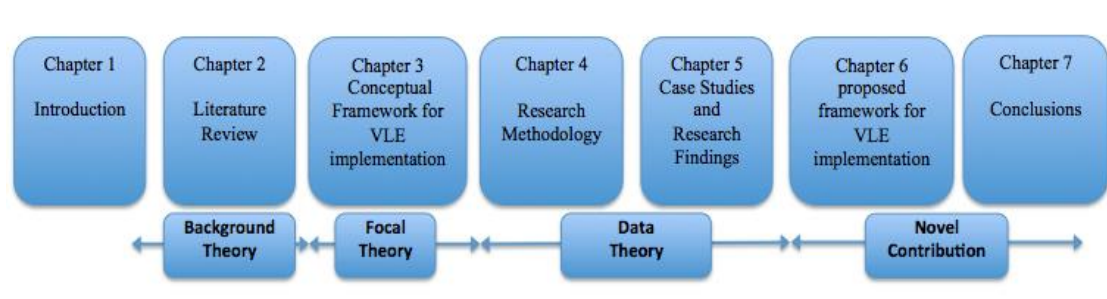 Chapter 1
Introduction
Chapter 2
Literature
Review
Chapter 3
Conceptual
Framework for
VLE
implementation
Chapter 4
Research
Methodology
Chapter 5
Case Studies
and
Research
Findings
Chapter 6
proposed
framework for
VLE
implementation
Chapter 7
Conclusions
Background
Theory
Focal
Theory
Data
Theory
Novel
Contribution